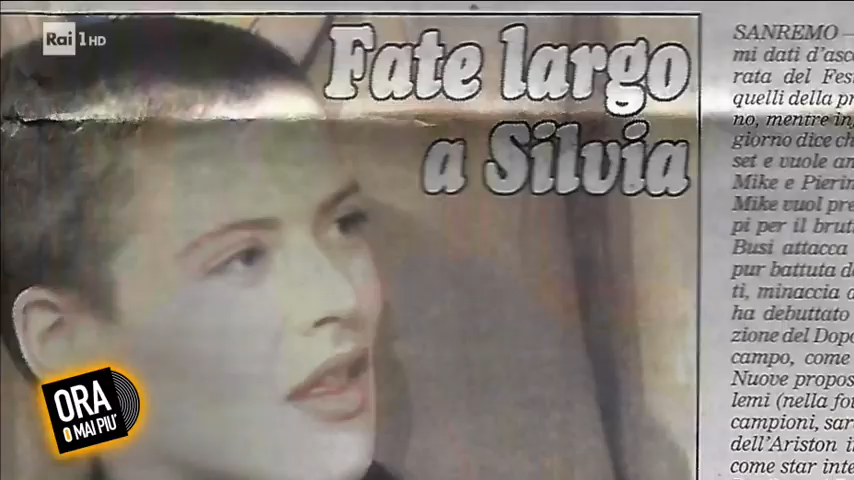 Rai 1 HD
Fate largo
a Silvia
ORA
O MAI PIÙ
SANREMO —
mi dati d'asc
rata del Fes
quelli della pr
no, mentre in
giorno dice ch
set e vuole an
Mike e Pierin
Mike vuol pre
pi per il brut
Busi attacca
pur battuta d
ti, minaccia
ha debuttato
zione del Dopo
campo, come
Nuove propos
lemi (nella fo
campioni, sar
dell'Ariston i
come star inte